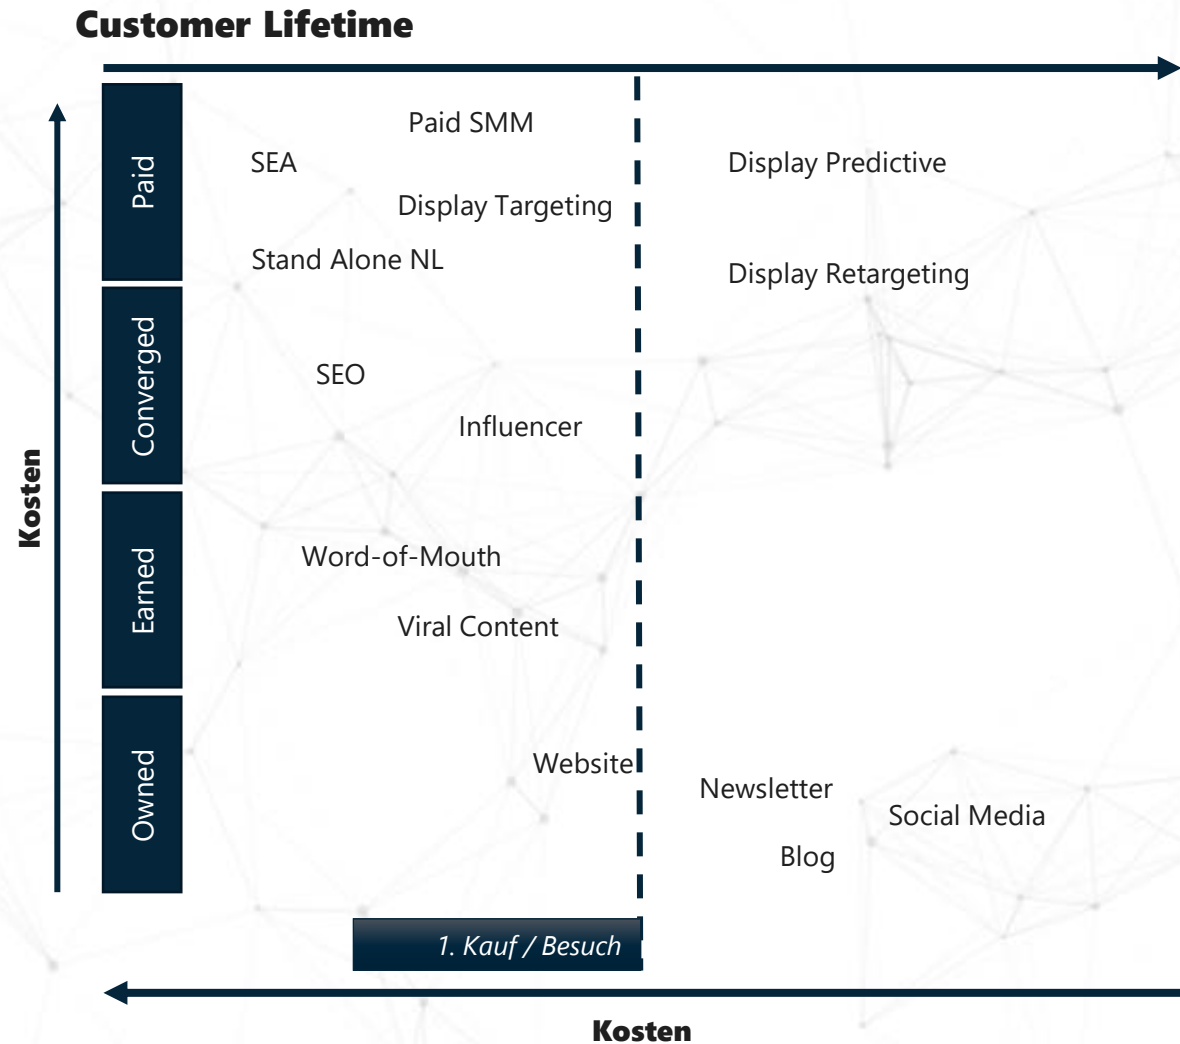 Customer Lifetime
Paid
Paid SMM
SEA
Display Predictive
Display Targeting
Stand Alone NL
Display Retargeting
Converged
SEO
Influencer
Kosten
Earned
Word-of-Mouth
Viral Content
Owned
Website
Newsletter
Social Media
Blog
1. Kauf / Besuch
Kosten